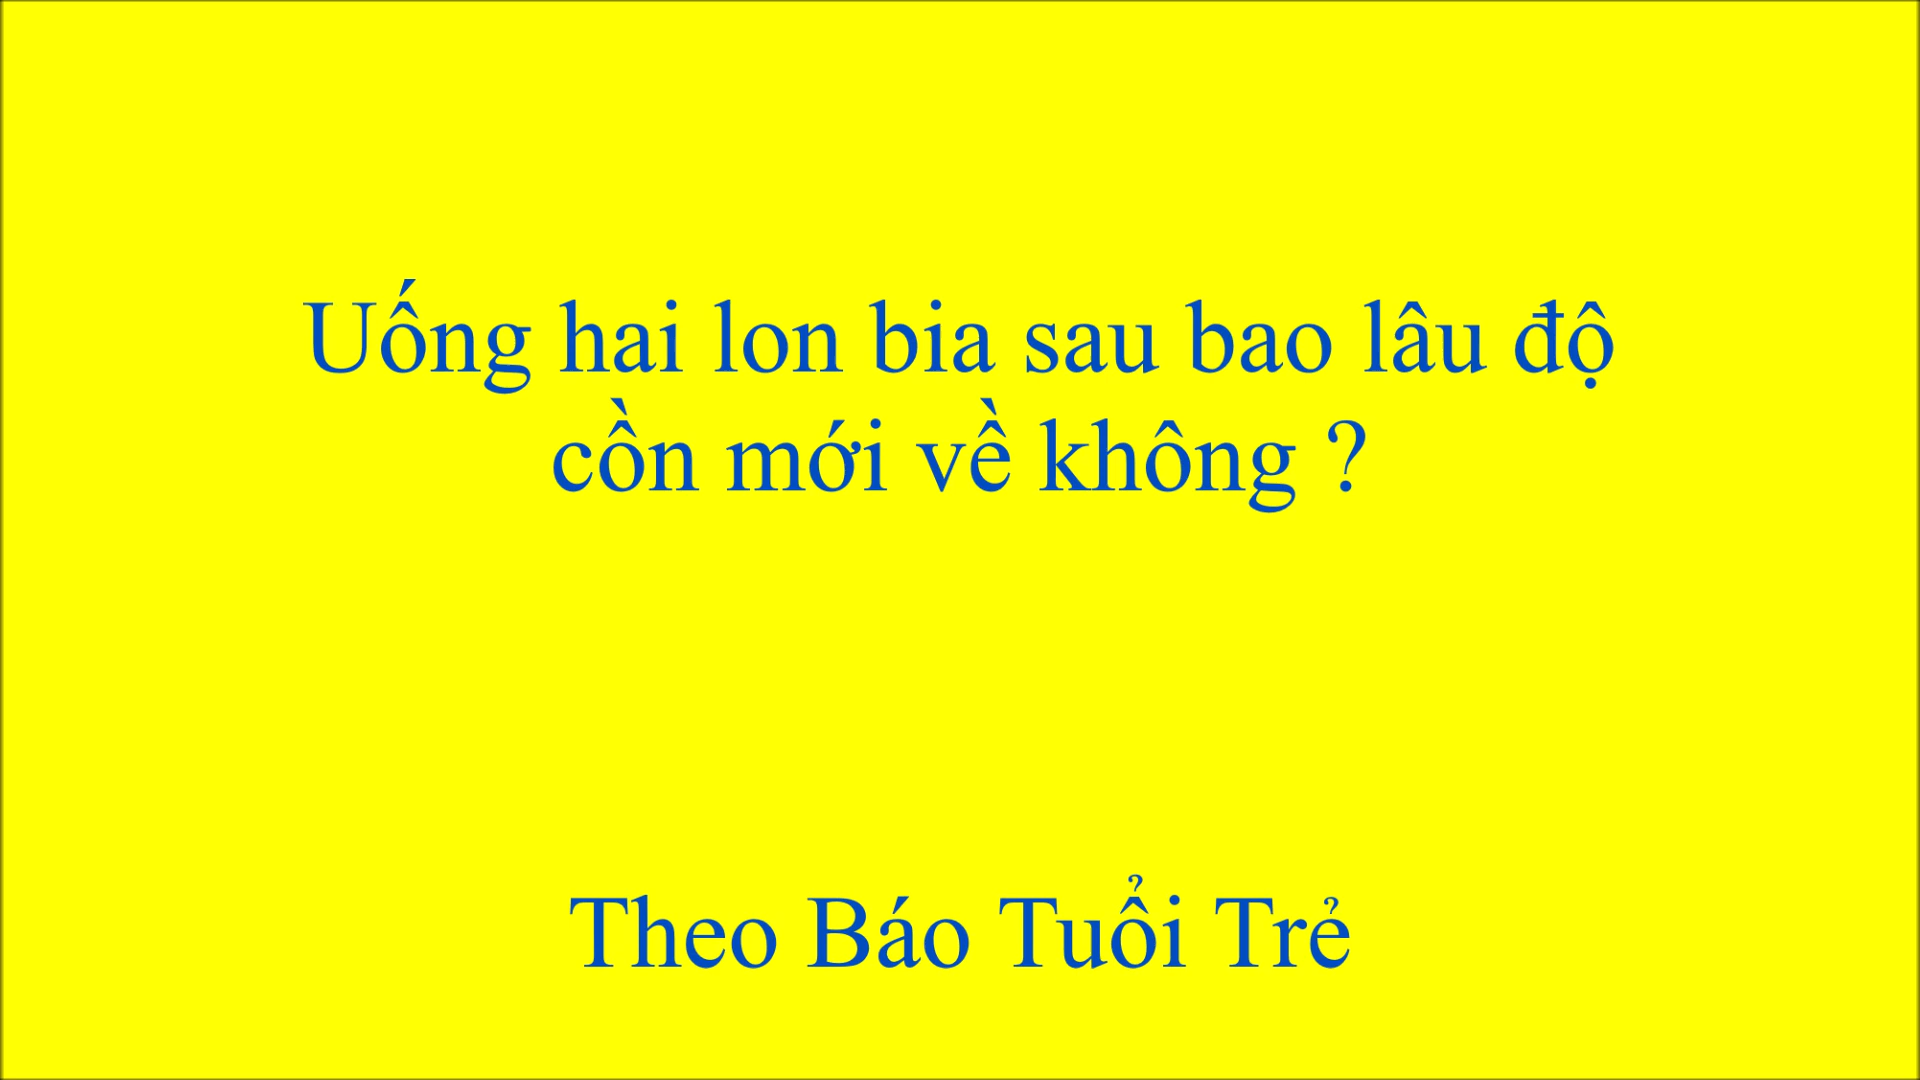 Uống hai lon bia sau bao lâu độ
cồn mới về không ?
Theo Báo Tuổi Trẻ